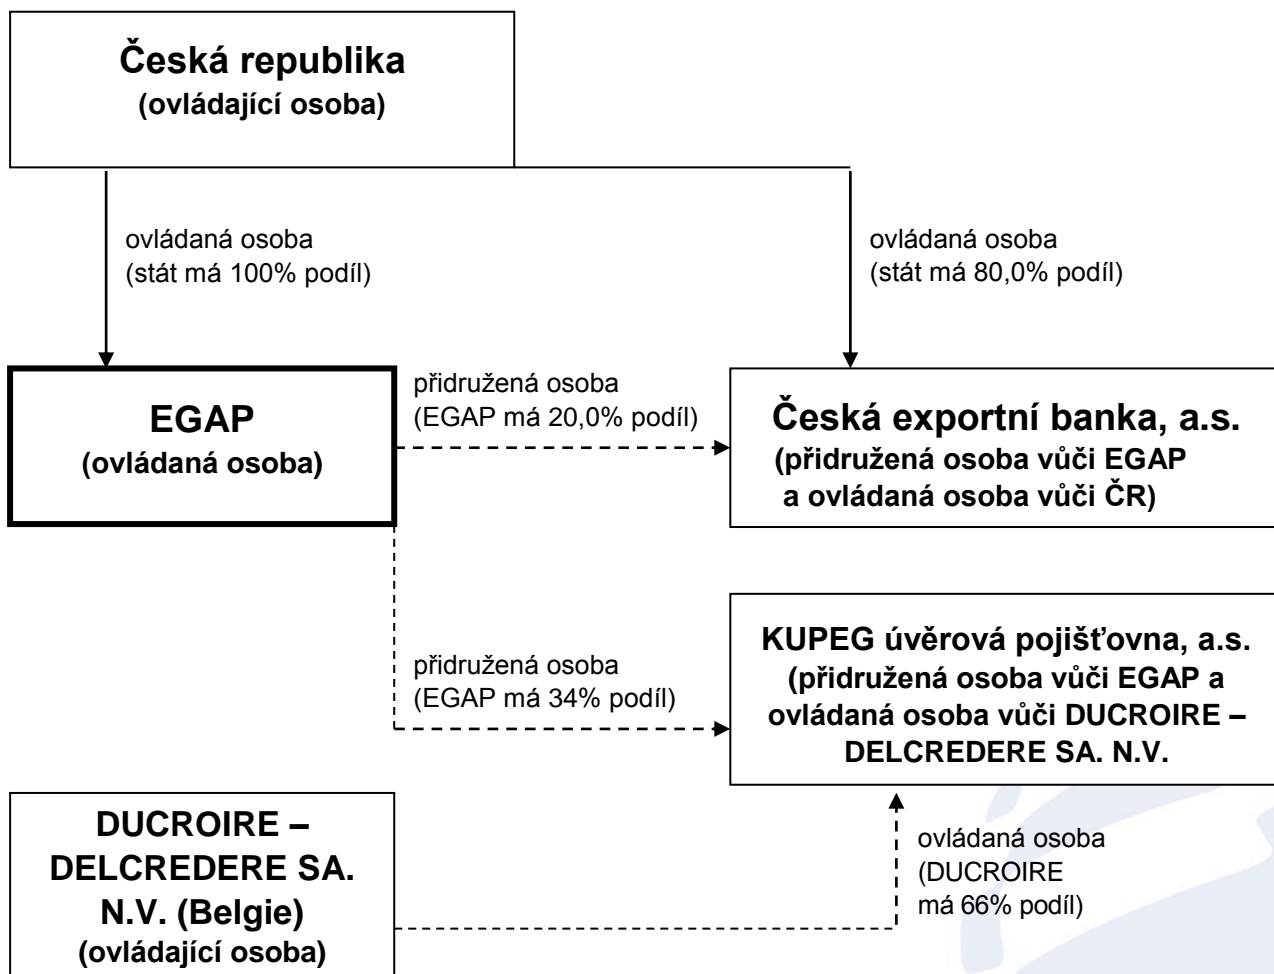 Česká republika
(ovládající osoba)
ovládaná osoba
(stát má 100% podíl)
ovládaná osoba
(stát má 80,0% podíl)
EGAP
(ovládaná osoba)
přidružená osoba
(EGAP má 20,0% podíl)
Česká exportní banka, a.s.
(přidružená osoba vůči EGAP
a ovládaná osoba vůči ČR)
přidružená osoba
(EGAP má 34% podíl)
KUPEG úvěrová pojišťovna, a.s.
(přidružená osoba vůči EGAP a
ovládaná osoba vůči DUCROIRE –
DELCREDERE SA. N.V.
DUCROIRE –
DELCREDERE SA.
N.V. (Belgie)
(ovládající osoba)
ovládaná osoba
(DUCROIRE
má 66% podíl)